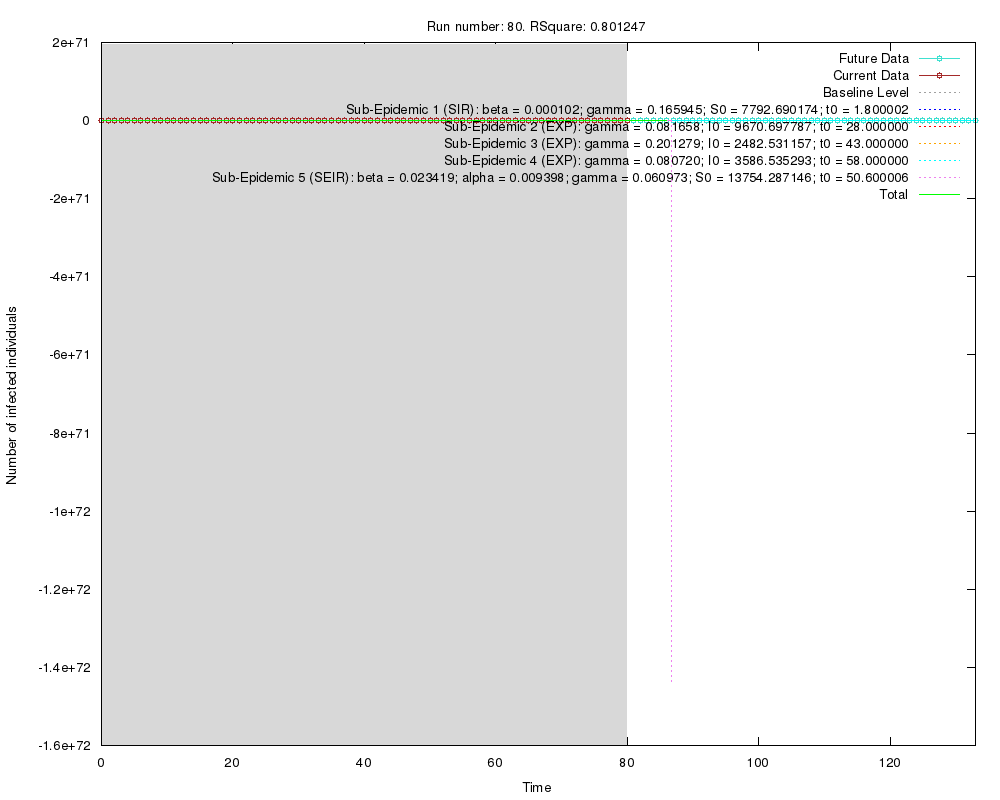 Run number: 80. RSquare: 0.801247
2e+71
0
-2e+71
-4e+71
-6e+71
-8e+71
-1e+72
-1.2e+72
-1.4e+72
-1.6e+72
Number of infected individuals
Future Data
Current Data
Baseline Level
Sub-Epidemic 1 (SIR): beta = 0.000102; gamma = 0.165945; S0 = 7792.690174; t0 = 1.800002
Sub-Epidemic 2 (EXP): gamma = 0.081658; I0 = 9670.697787; t0 = 28.000000
Sub-Epidemic 3 (EXP): gamma = 0.201279; I0 = 2482.531157; t0 = 43.000000
Sub-Epidemic 4 (EXP): gamma = 0.080720; I0 = 3586.535293; t0 = 58.000000
Sub-Epidemic 5 (SEIR): beta = 0.023419; alpha = 0.009398; gamma = 0.060973; S0 = 13754.287146; t0 = 50.600006
Total
0 20 40 60 80 100 120
Time